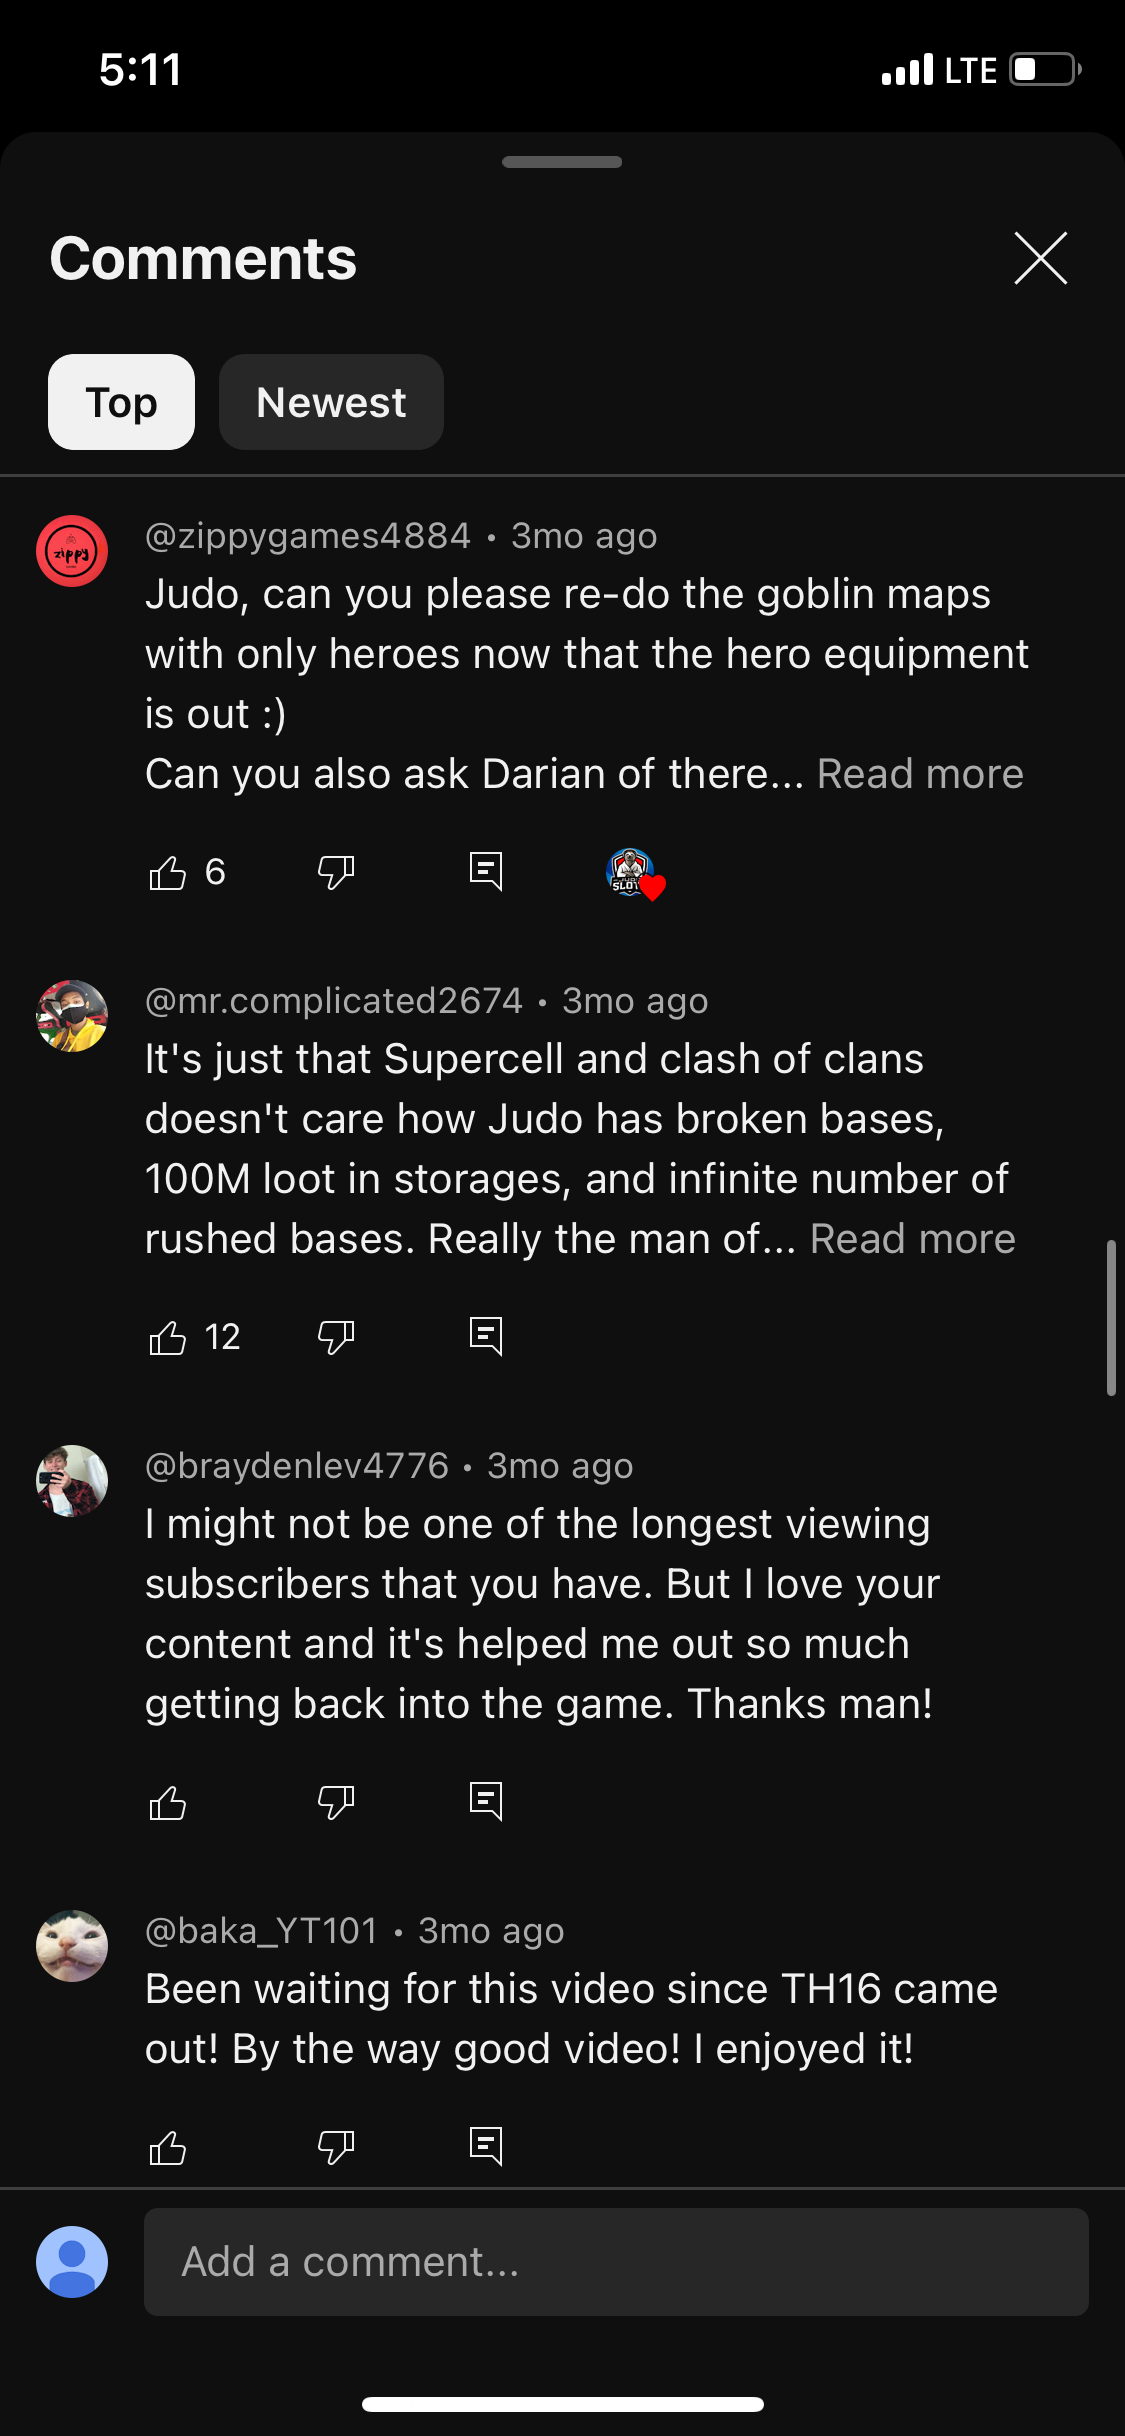 5:11
LTE
Comments
Top
Newest
zippy
@zippygames4884 • 3mo ago
Judo, can you please re-do the goblin maps
with only heroes now that the hero equipment
is out :)
Can you also ask Darian of there... Read more
6
SLOT
@mr.complicated2674 • 3mo ago
It's just that Supercell and clash of clans
doesn't care how Judo has broken bases,
100M loot in storages, and infinite number of
rushed bases. Really the man of... Read more
12
@braydenlev4776 • 3mo ago
I might not be one of the longest viewing
subscribers that you have. But I love your
content and it's helped me out so much
getting back into the game. Thanks man!
@baka_YT101 • 3mo ago
Been waiting for this video since TH16 came
out! By the way good video! I enjoyed it!
Add a comment...